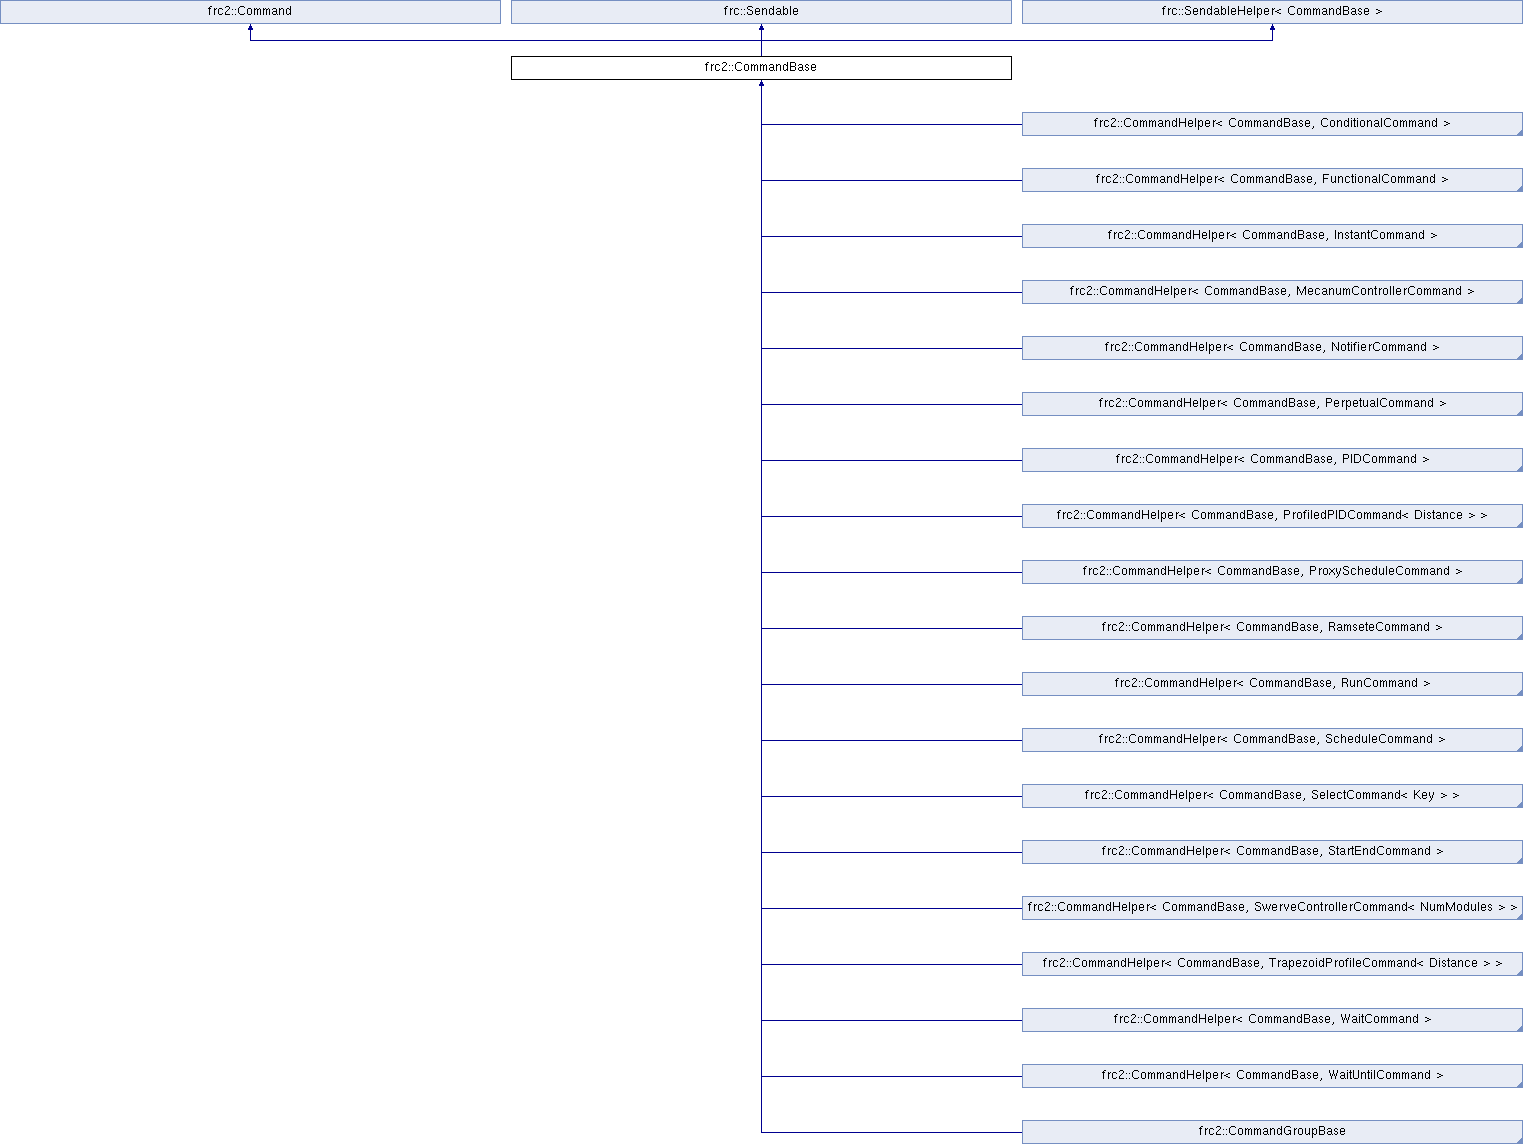 frc2::Command
frc::Sendable
frc::SendableHelper< CommandBase >
frc2::CommandBase
frc2::CommandHelper< CommandBase, ConditionalCommand >
frc2::CommandHelper< CommandBase, FunctionalCommand >
frc2::CommandHelper< CommandBase, InstantCommand >
frc2::CommandHelper< CommandBase, MecanumControllerCommand >
frc2::CommandHelper< CommandBase, NotifierCommand >
frc2::CommandHelper< CommandBase, PerpetualCommand >
frc2::CommandHelper< CommandBase, PIDCommand >
frc2::CommandHelper< CommandBase, ProfiledPIDCommand< Distance > >
frc2::CommandHelper< CommandBase, ProxyScheduleCommand >
frc2::CommandHelper< CommandBase, RamseteCommand >
frc2::CommandHelper< CommandBase, RunCommand >
frc2::CommandHelper< CommandBase, ScheduleCommand >
frc2::CommandHelper< CommandBase, SelectCommand< Key > >
frc2::CommandHelper< CommandBase, StartEndCommand >
frc2::CommandHelper< CommandBase, SwerveControllerCommand< NumModules > >
frc2::CommandHelper< CommandBase, TrapezoidProfileCommand< Distance > >
frc2::CommandHelper< CommandBase, WaitCommand >
frc2::CommandHelper< CommandBase, WaitUntilCommand >
frc2::CommandGroupBase